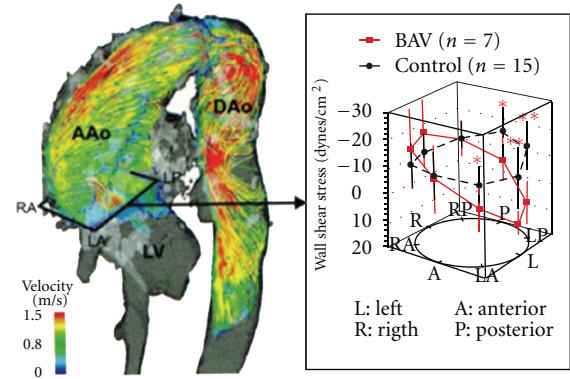 AAo
DAo
LP
RA
LA
LV
Velocity
(m/s)
1.5
0.8
0
BAV (n = 7)
Control (n = 15)
Wall shear stress (dynes/cm²)
−30
−20
−10
0
10
20
*
*
**
*
R
RP
P
RA
LP
A
LA
L
L: left
A: anterior
R: rigth
P: posterior